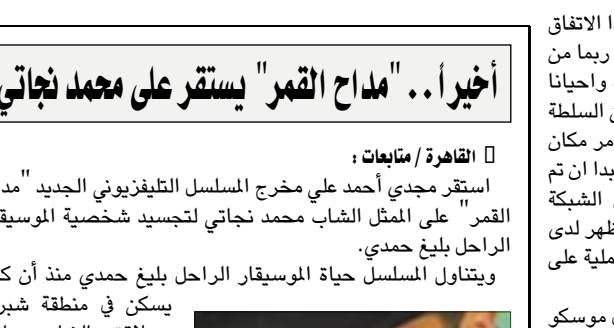 أخيراً.. "مداح القمر" يستقر على محمد نجاتي
القاهرة / متابعات :
استقر مجدي أحمد علي مخرج المسلسل التليفزيوني الجديد "مد
القمر" على الممثل الشاب محمد نجاتي لتجسيد شخصية الموسيق
الراحل بليغ حمدي.
ويتناول المسلسل حياة الموسيقار الراحل بليغ حمدي منذ أن ك
يسكن في منطقة شبر
ا الاتفاق
ربما من
واحيانا
السلطة
مر مكان
بدا ان تم
الشبكة
ظهر لدى
ملية على
موسكو